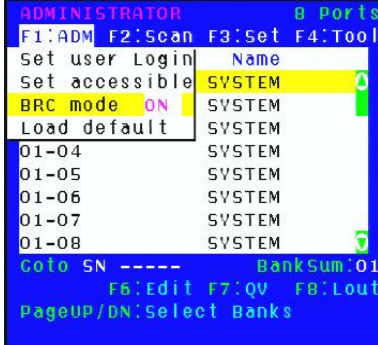 ADMINISTRATOR 8 Ports
F1:ADM F2:Scan F3:Set F4:Tool
Set user Login Name
Set accessible SYSTEM
BRC mode ON SYSTEM
Load default SYSTEM
01-04 SYSTEM
01-05 SYSTEM
01-06 SYSTEM
01-07 SYSTEM
01-08 SYSTEM
Goto SN ----- BankSum:01
F6:Edit F7:QV F8:Lout
PageUP/DN:Select Banks